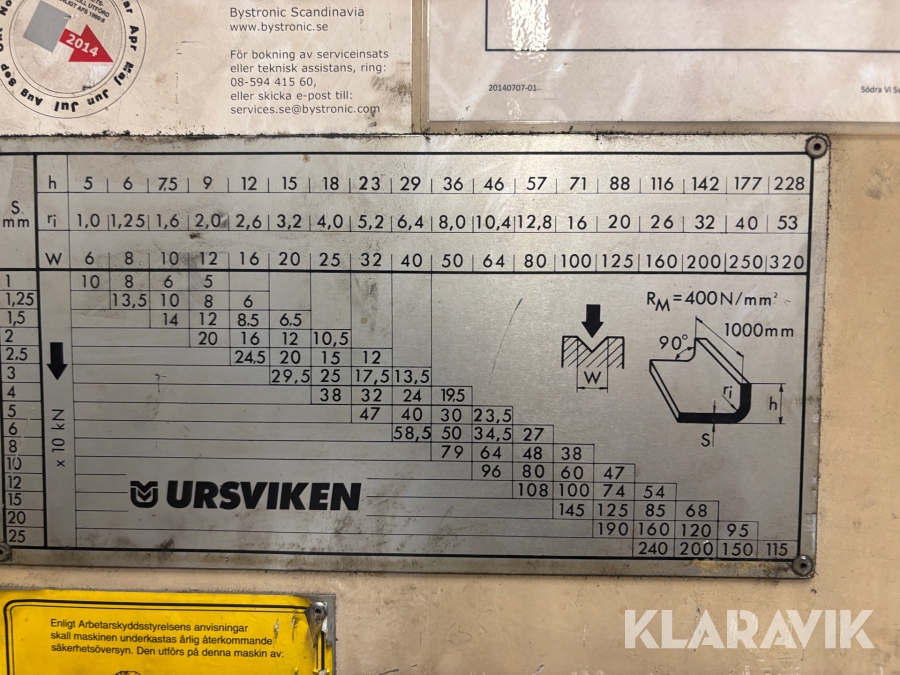 No
ar Apr Maj Jun Jul Aug Sep Okt
2014
Bystronic Scandinavia
www.bystronic.se
För bokning av serviceinsats
eller teknisk assistans, ring:
08-594 415 60,
eller skicka e-post till:
services.se@bystronic.com
20140707-01
Södra Vi Sv
S mm
h 5 6 7,5 9 12 15 18 23 29 36 46 57 71 88 116 142 177 228
ri 1,0 1,25 1,6 2,0 2,6 3,2 4,0 5,2 6,4 8,0 10,4 12,8 16 20 26 32 40 53
W 6 8 10 12 16 20 25 32 40 50 64 80 100 125 160 200 250 320
1 10 8 6 5
1,25 13,5 10 8 6
1,5 14 12 8.5 6.5
2 20 16 12 10,5
2.5 24,5 20 15 12
3 29,5 25 17,5 13,5
4 38 32 24 19,5
5 47 40 30 23,5
6 58,5 50 34,5 27
8 79 64 48 38
10 96 80 60 47
12 108 100 74 54
15 145 125 85 68
20 190 160 120 95
25 240 200 150 115
x 10 kN
URSVIKEN
RM=400N/mm²
1000mm
90°
W
ri
h
S
Enligt Arbetarskyddsstyrelsens anvisningar
skall maskinen underkastas årlig återkommande
säkerhetsöversyn. Den utförs på denna maskin av:
KLARAVIK